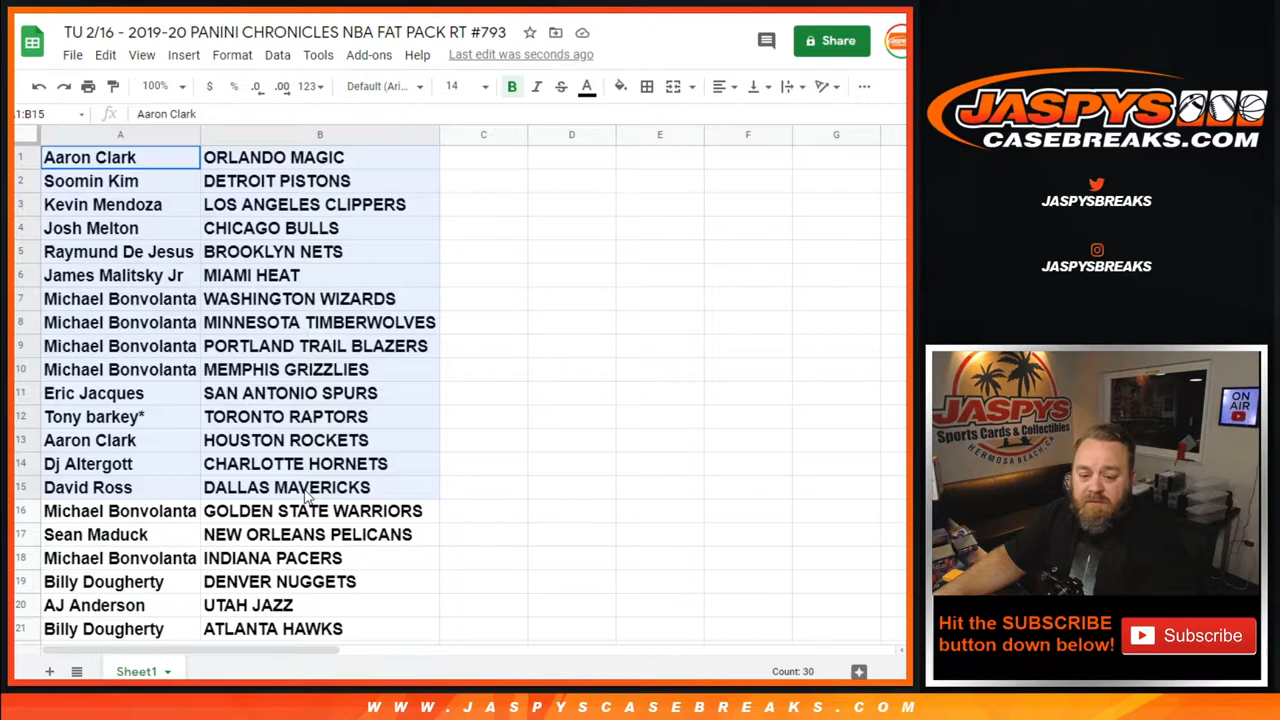 TU 2/16 - 2019-20 PANINI CHRONICLES NBA FAT PACK RT #793
File Edit View Insert Format Data Tools Add-ons Help Last edit was seconds ago
Share
100% $ % .0 .00 123 Default (Ari... 14 B I S A
A1:B15 fx Aaron Clark
A B C D E F G
1 Aaron Clark ORLANDO MAGIC
2 Soomin Kim DETROIT PISTONS
3 Kevin Mendoza LOS ANGELES CLIPPERS
4 Josh Melton CHICAGO BULLS
5 Raymund De Jesus BROOKLYN NETS
6 James Malitsky Jr MIAMI HEAT
7 Michael Bonvolanta WASHINGTON WIZARDS
8 Michael Bonvolanta MINNESOTA TIMBERWOLVES
9 Michael Bonvolanta PORTLAND TRAIL BLAZERS
10 Michael Bonvolanta MEMPHIS GRIZZLIES
11 Eric Jacques SAN ANTONIO SPURS
12 Tony barkey* TORONTO RAPTORS
13 Aaron Clark HOUSTON ROCKETS
14 Dj Altergott CHARLOTTE HORNETS
15 David Ross DALLAS MAVERICKS
16 Michael Bonvolanta GOLDEN STATE WARRIORS
17 Sean Maduck NEW ORLEANS PELICANS
18 Michael Bonvolanta INDIANA PACERS
19 Billy Dougherty DENVER NUGGETS
20 AJ Anderson UTAH JAZZ
21 Billy Dougherty ATLANTA HAWKS
Sheet1
Count: 30
JASPYS
CASEBREAKS.COM
JASPYSBREAKS
JASPYSBREAKS
JASPYS
Sports Cards & Collectibles
HERMOSA BEACH, CA
ON AIR
Hit the SUBSCRIBE
button down below!
Subscribe
WWW.JASPYSCASEBREAKS.COM